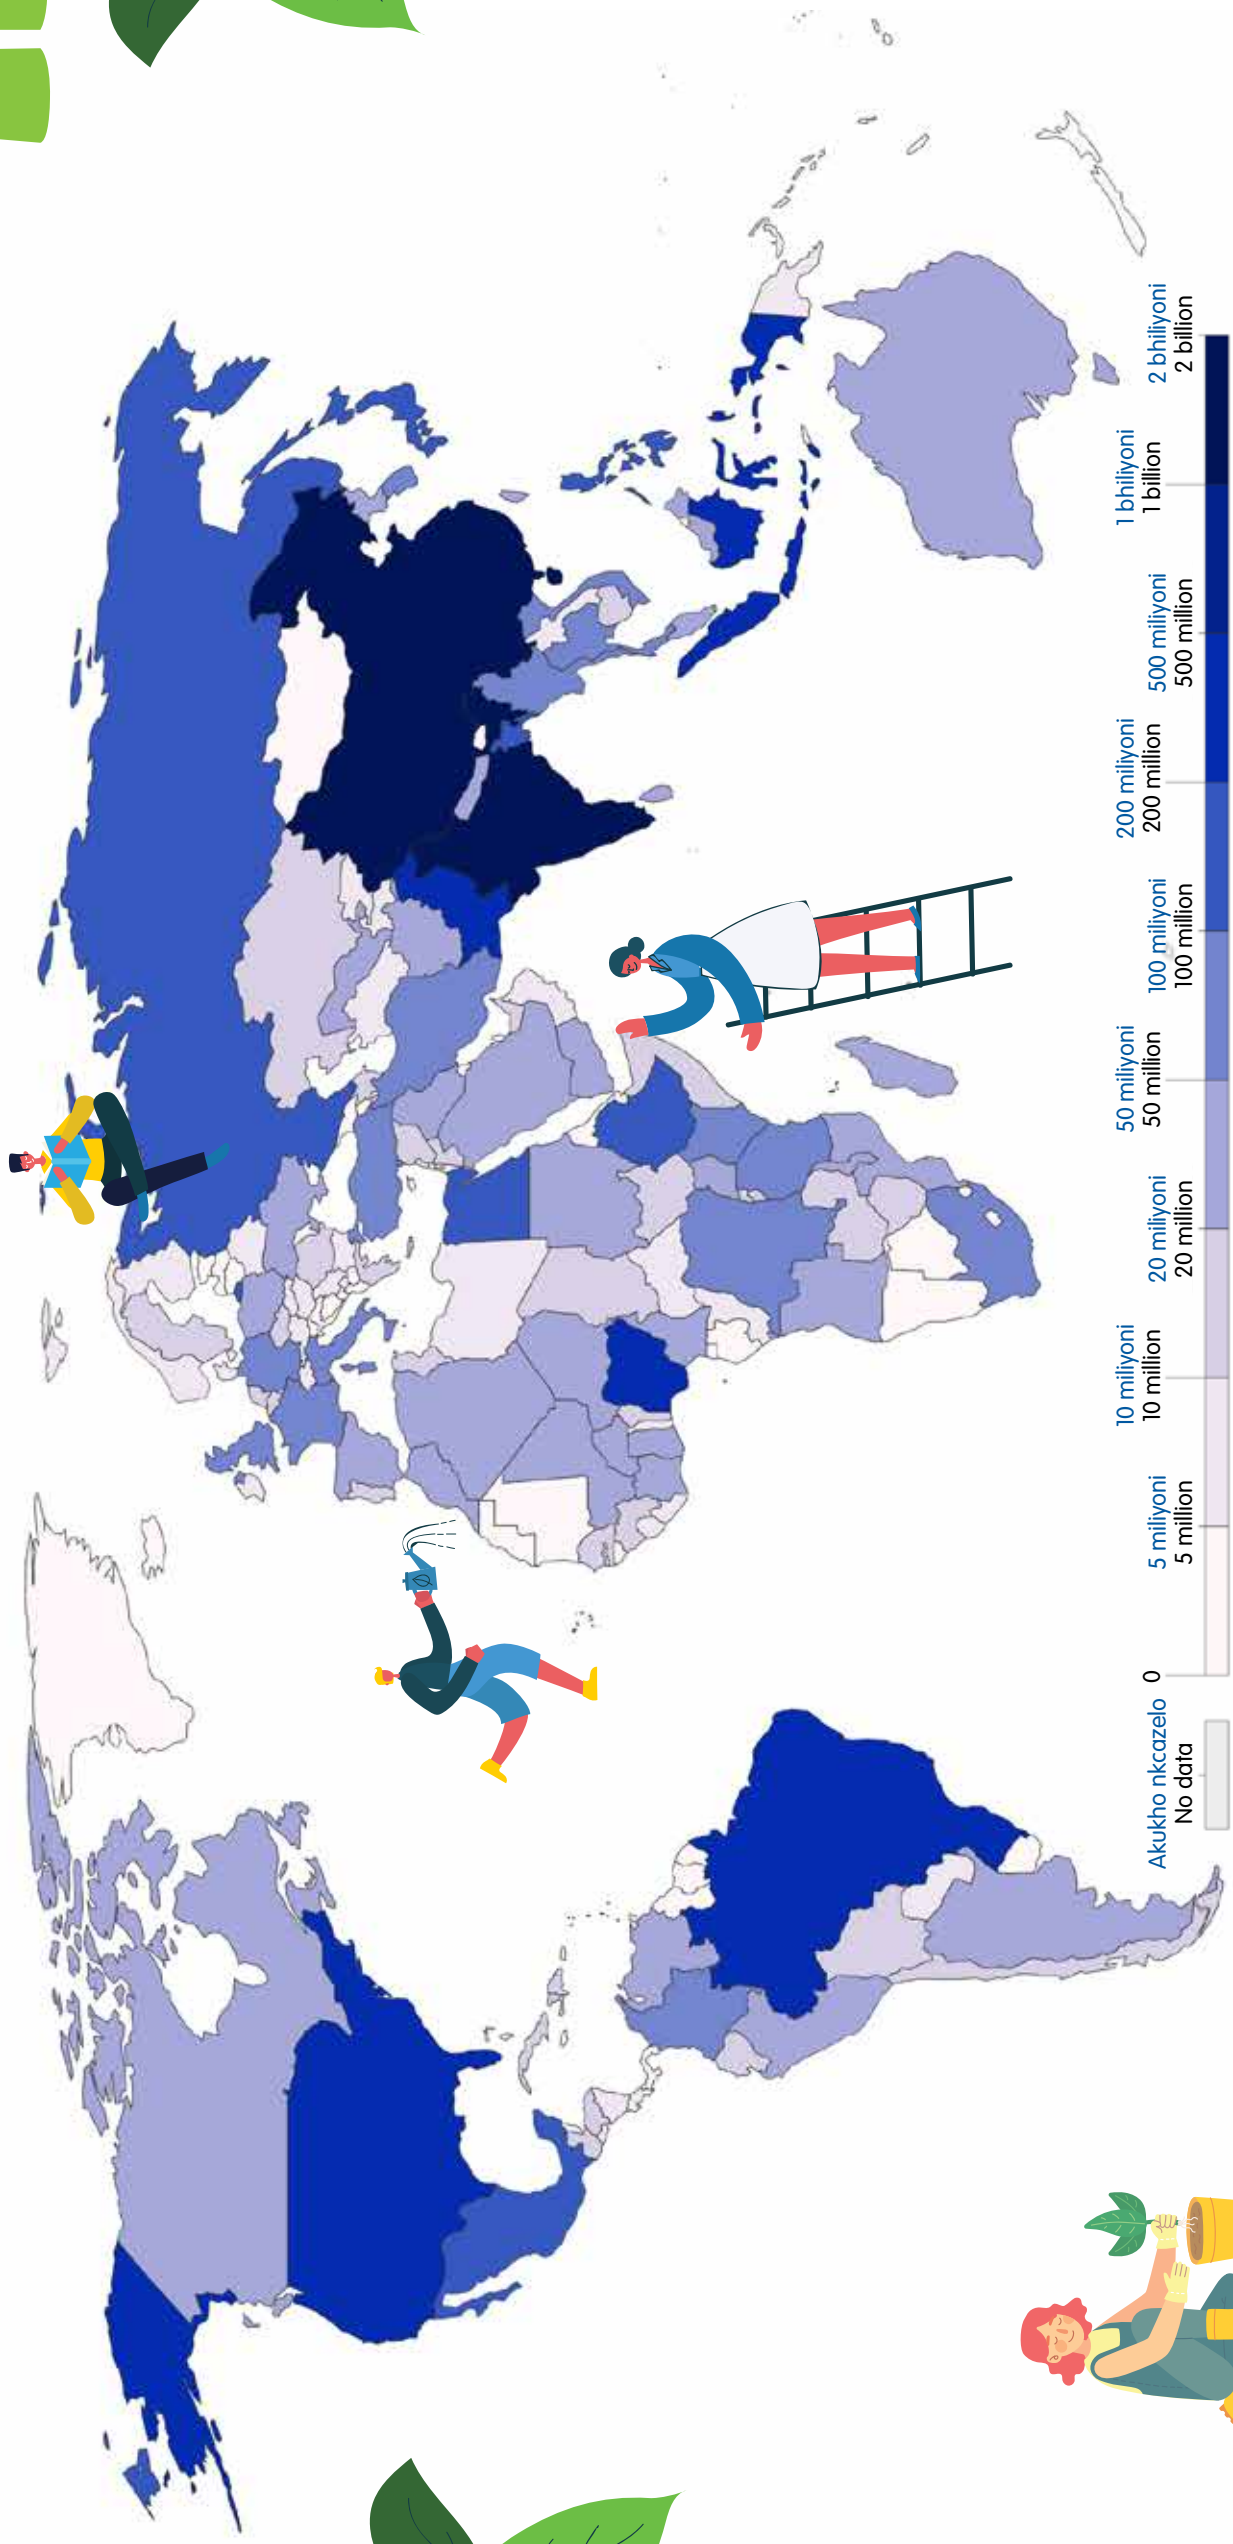 Akukho nkcazelo
No data
0
5 miliyoni
5 million
10 miliyoni
10 million
20 miliyoni
20 million
50 miliyoni
50 million
100 miliyoni
100 million
200 miliyoni
200 million
500 miliyoni
500 million
1 bhiliyoni
1 billion
2 bhiliyoni
2 billion